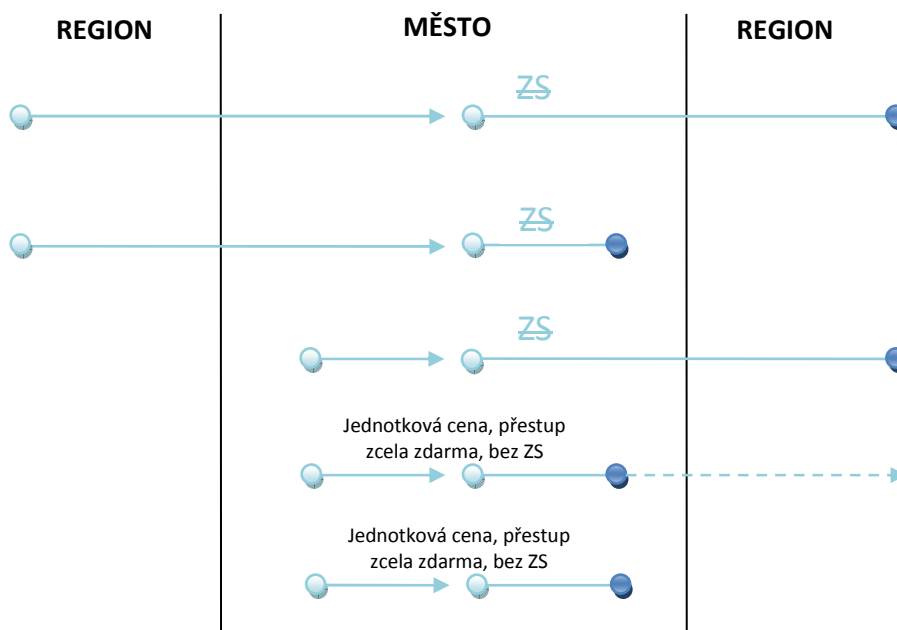 REGION
MĚSTO
REGION
ZS
ZS
ZS
Jednotková cena, přestup
zcela zdarma, bez ZS
Jednotková cena, přestup
zcela zdarma, bez ZS